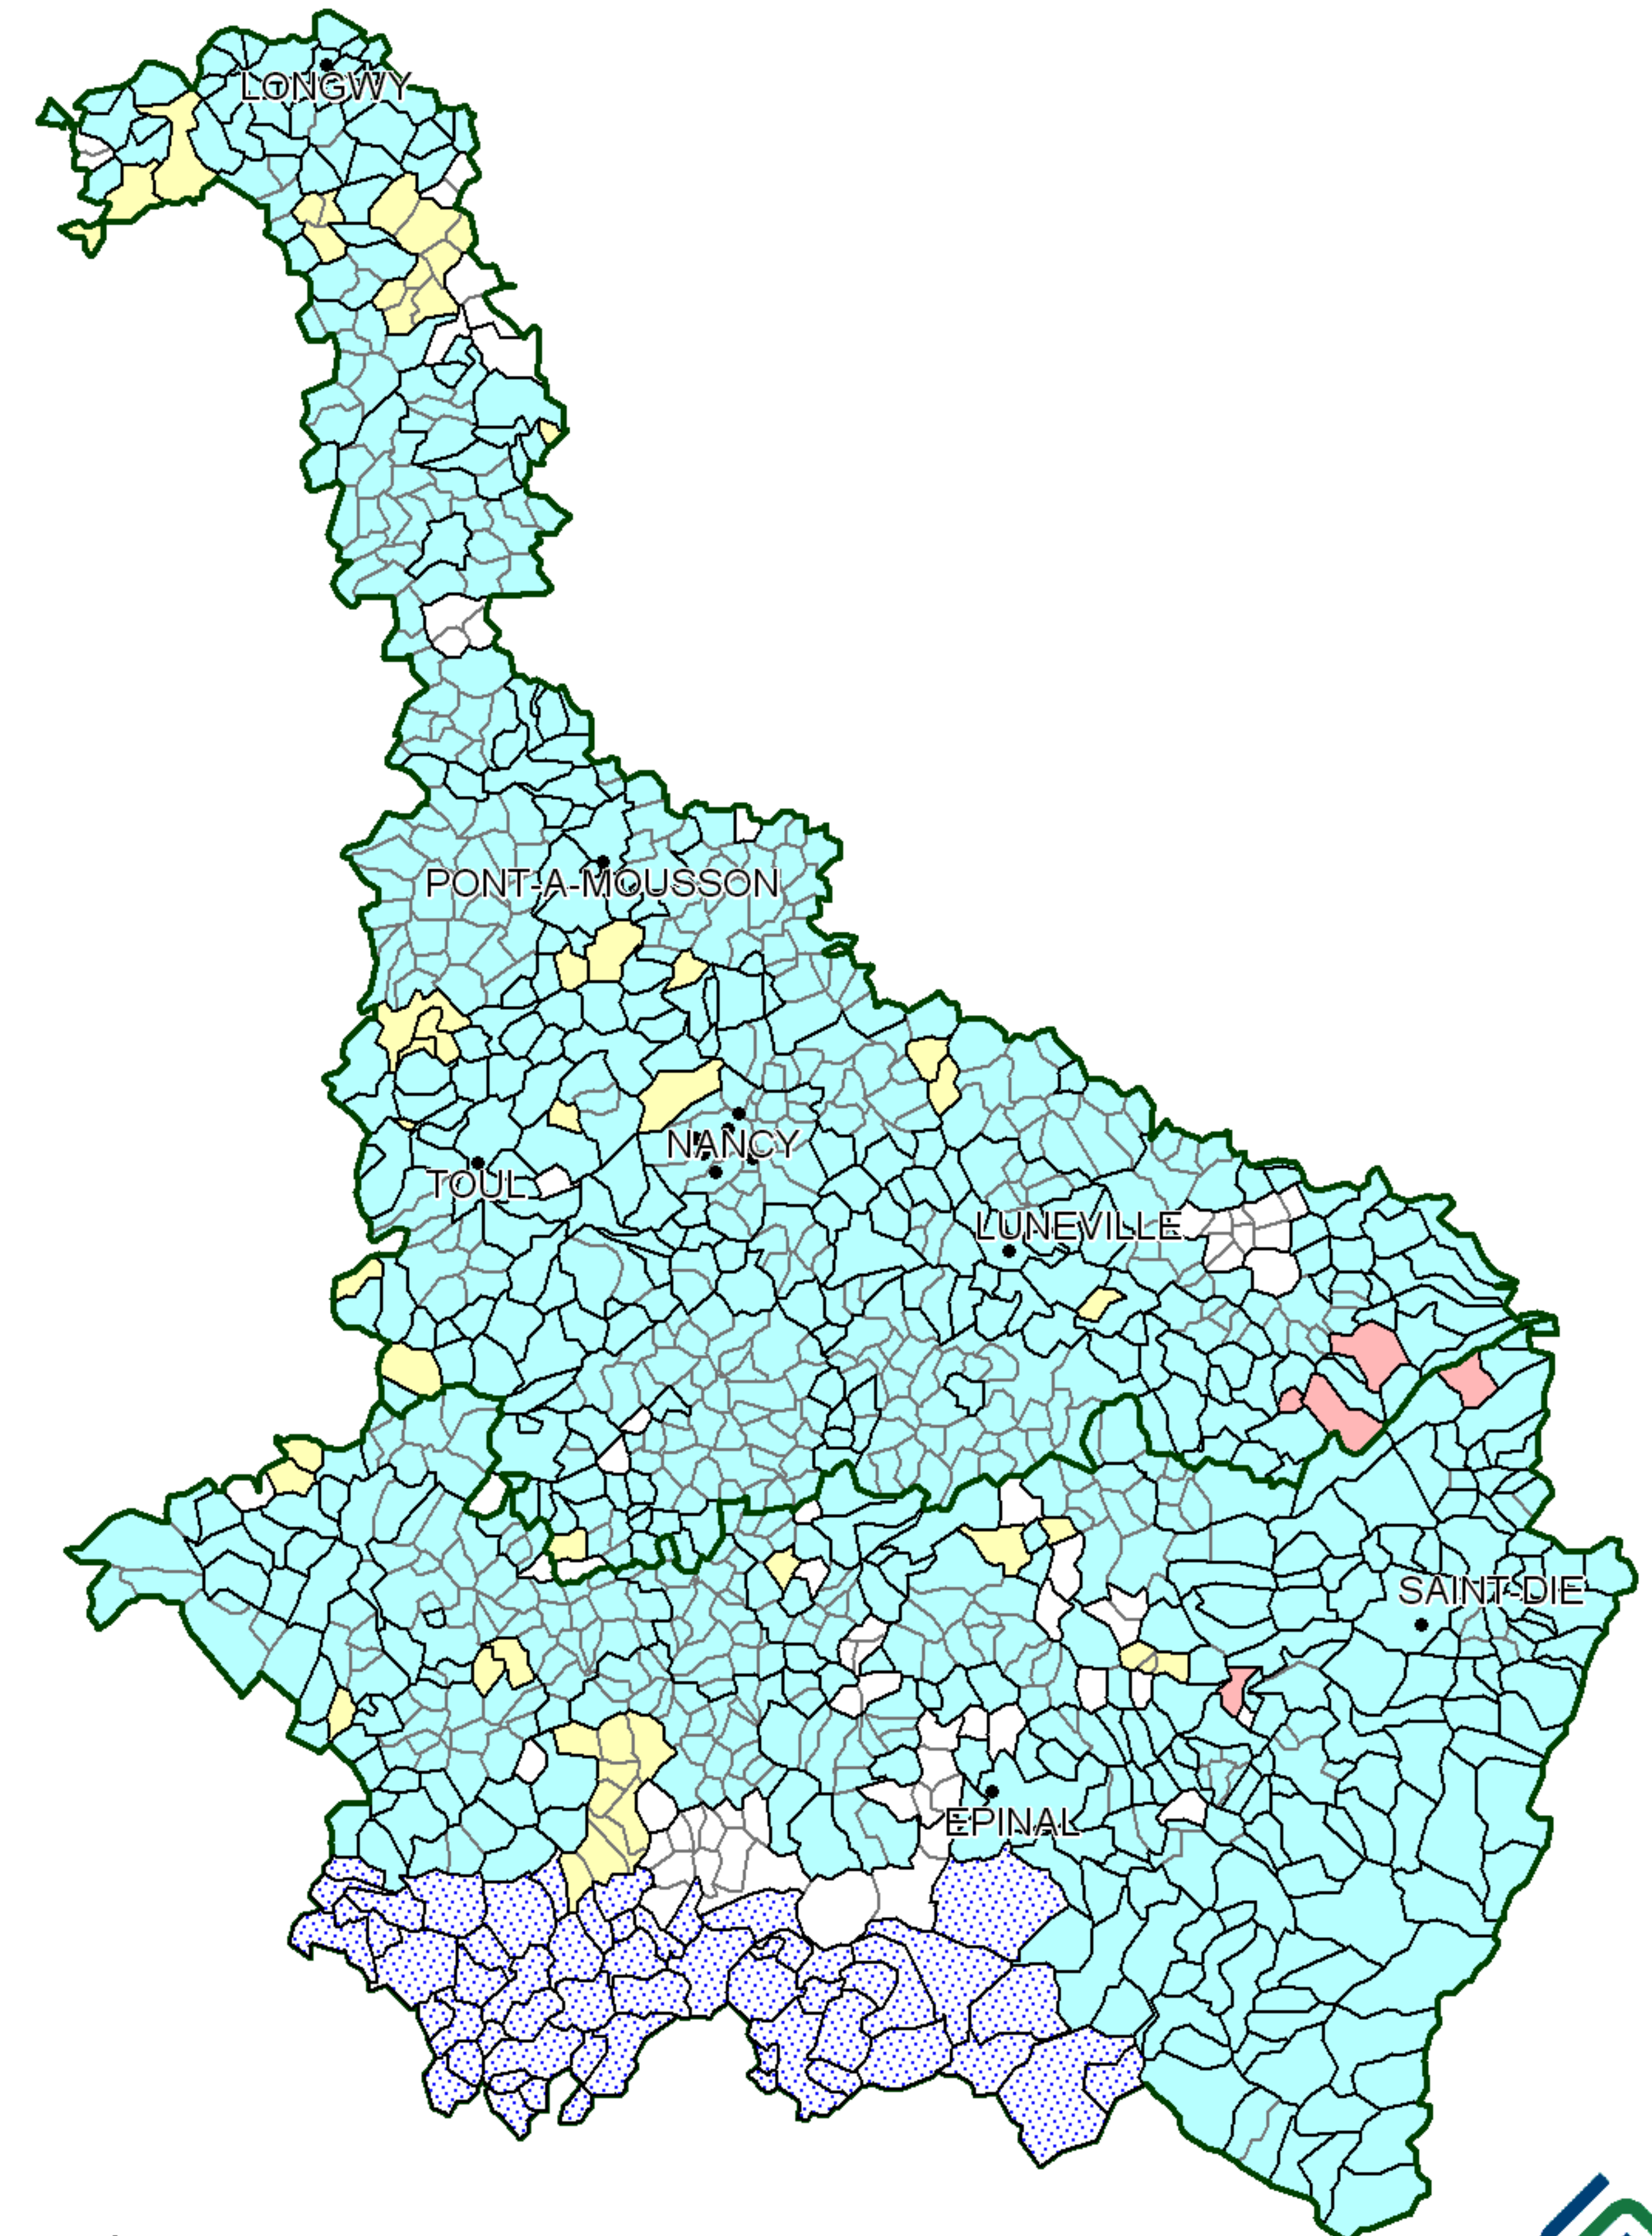 LONGWY
PONT-A-MOUSSON
NANCY
TOUL
LUNEVILLE
SAINT-DIE
EPINAL